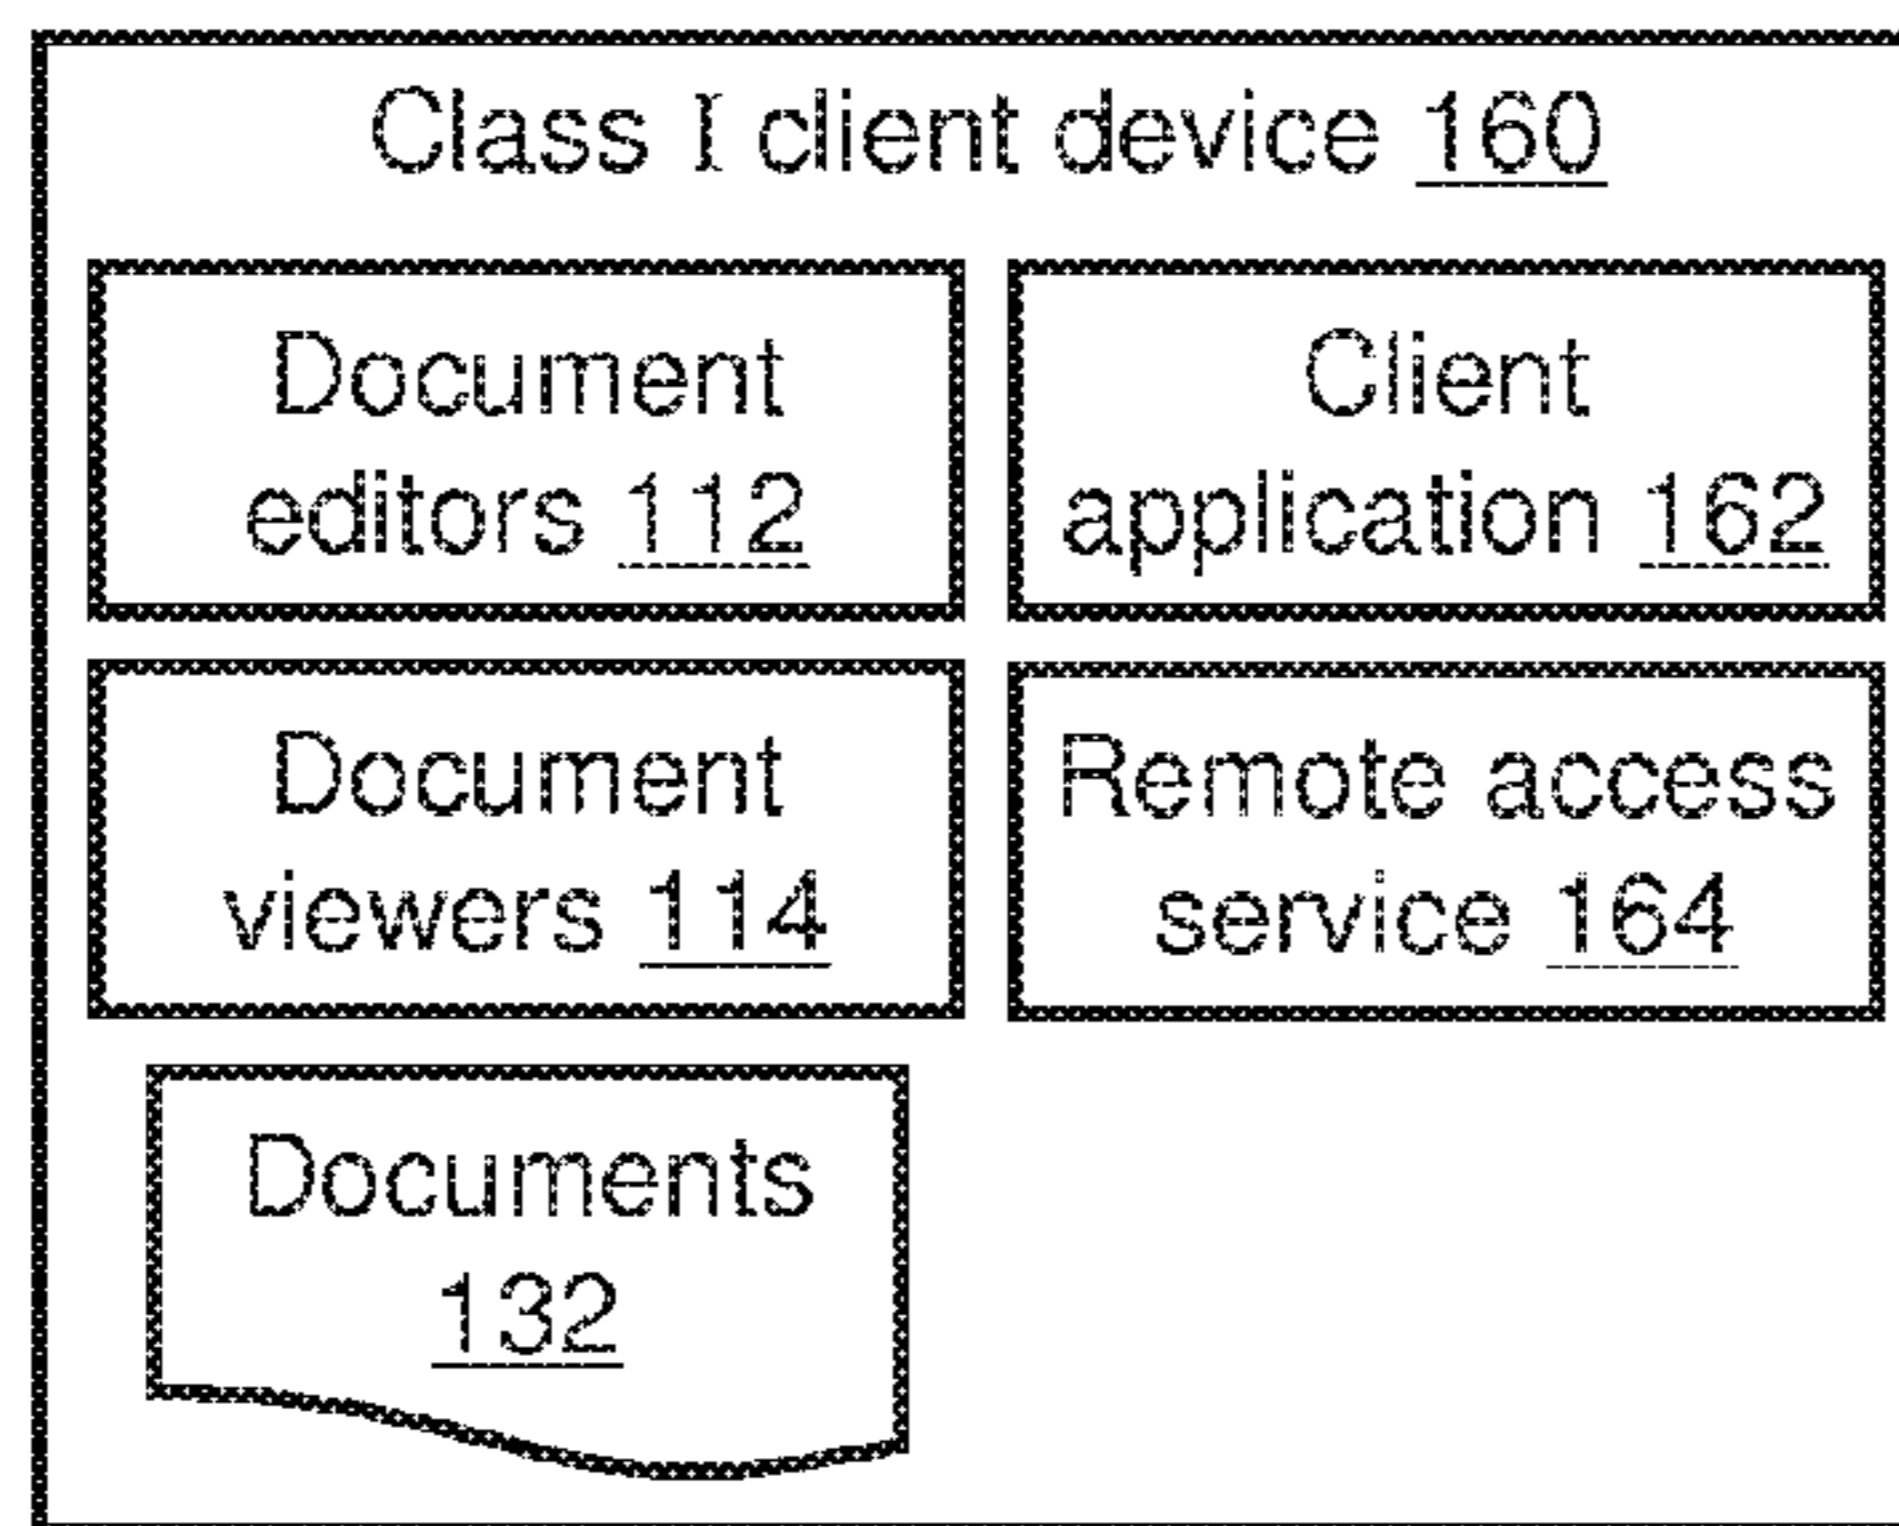 Class I client device 160
Document
editors 112
Client
application 162
Document
viewers 114
Remote access
service 164
Documents
132